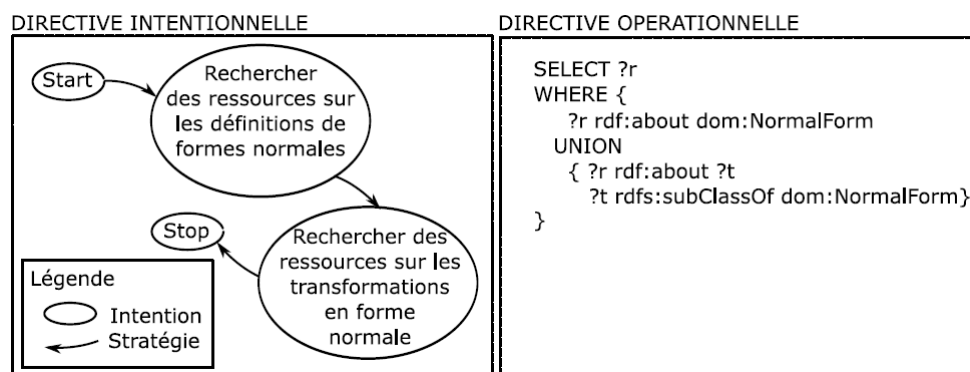 DIRECTIVE INTENTIONNELLE
Start
Rechercher
des ressources sur
les définitions de
formes normales
Stop
Rechercher des
ressources sur les
transformations
en forme
normale
Légende
Intention
Stratégie
DIRECTIVE OPERATIONNELLE
SELECT ?r
WHERE {
?r rdf:about dom:NormalForm
UNION
{ ?r rdf:about ?t
?t rdfs:subClassOf dom:NormalForm}
}